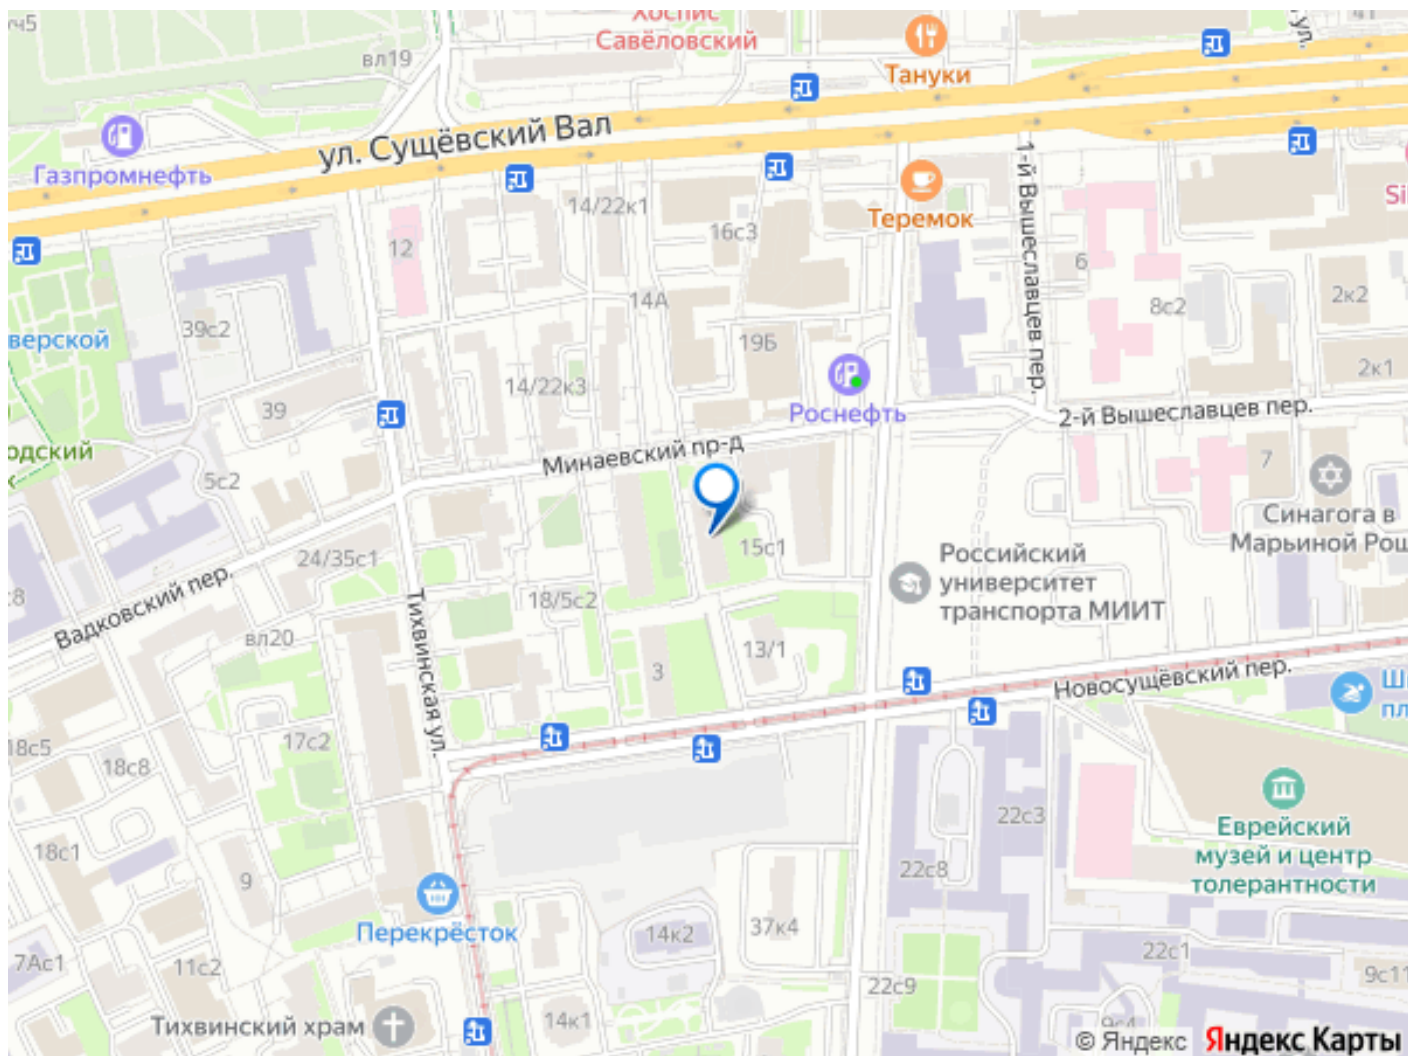 Хоспис
Савёловский
вл19
Тануки
ул. Сущёвский Вал
Газпромнефть
Теремок
1-й Вышеславцев пер.
14/22к1
16с3
12
6
8с2
2к2
14А
39с2
19Б
верской
2к1
14/22к3
39
Роснефть
2-й Вышеславцев пер.
одский
Минаевский пр-д
7
5с2
Синагога в
Марьиной Рощ
15с1
Российский
университет
транспорта МИИТ
24/35с1
Вадковский пер.
18/5с2
Тихвинская ул.
вл20
13/1
3
Новосущёвский пер.
17с2
18с5
18с8
22с3
Еврейский
музей и центр
толерантности
18с1
9
22с8
Перекрёсток
37к4
14к2
7Ас1
11с2
22с1
9с11
22с9
Тихвинский храм
14к1
9с4
© Яндекс Яндекс Карты